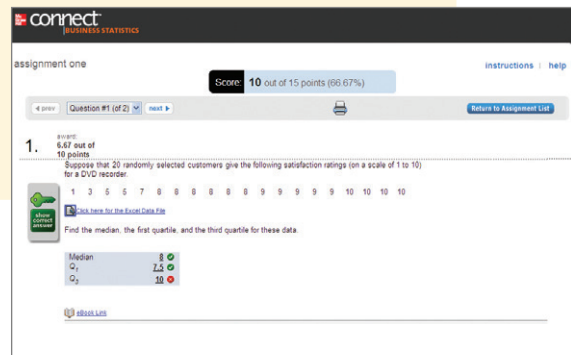 connect
BUSINESS STATISTICS
assignment one
instructions | help
Score: 10 out of 15 points (66.67%)
prev Question #1 (of 2) next Return to Assignment List
1.
award:
6.67 out of
10 points
Suppose that 20 randomly selected customers give the following satisfaction ratings (on a scale of 1 to 10)
for a DVD recorder.
1 3 5 5 7 8 8 8 8 8 8 9 9 9 9 9 10 10 10 10
show
correct
answer
Click here for the Excel Data File
Find the median, the first quartile, and the third quartile for these data.
Median 8
Q1 7.5
Q3 10
eBook Link